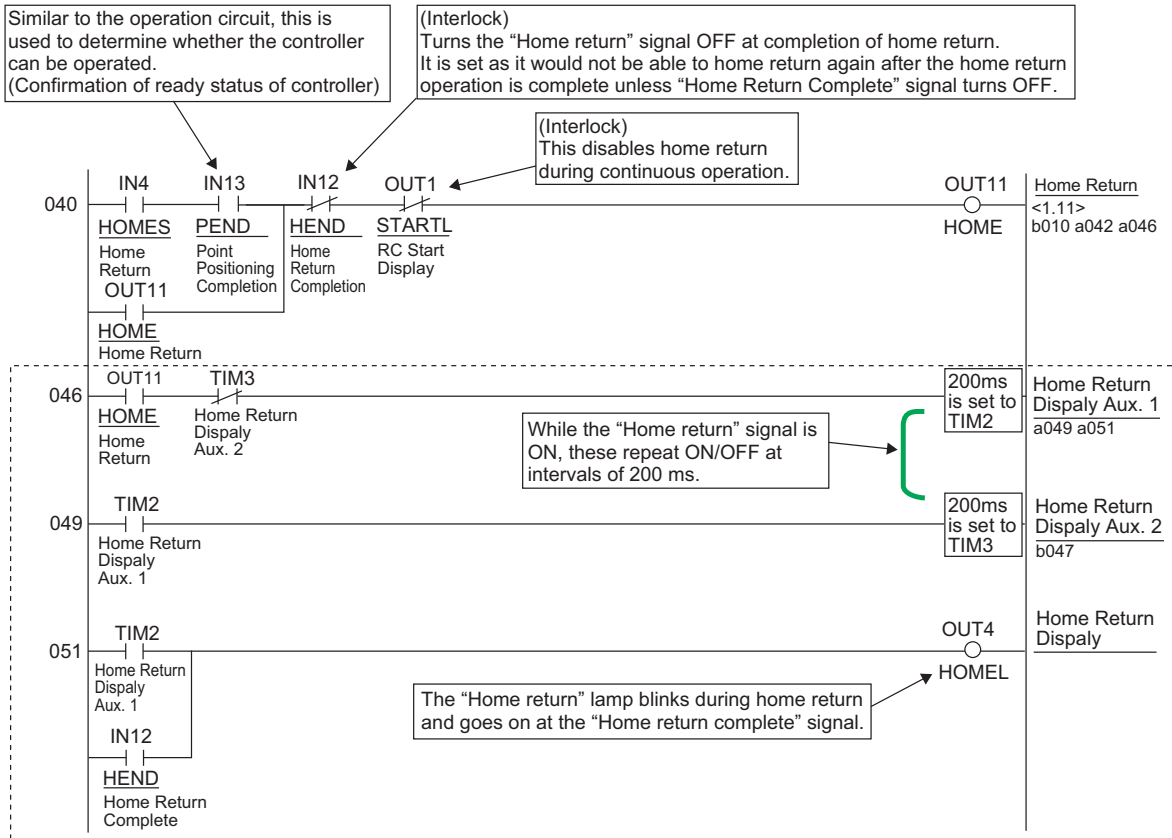 Similar to the operation circuit, this is
used to determine whether the controller
can be operated.
(Confirmation of ready status of controller)
(Interlock)
Turns the “Home return” signal OFF at completion of home return.
It is set as it would not be able to home return again after the home return
operation is complete unless “Home Return Complete” signal turns OFF.
(Interlock)
This disables home return
during continuous operation.
040
IN4
HOMES
Home
Return
IN13
PEND
Point
Positioning
Completion
IN12
HEND
Home
Return
Completion
OUT1
STARTL
RC Start
Display
OUT11
HOME
Home Return
<1.11>
b010 a042 a046
OUT11
HOME
Home Return
046
OUT11
HOME
Home
Return
TIM3
Home Return
Dispaly
Aux. 2
200ms
is set to
TIM2
Home Return
Dispaly Aux. 1
a049 a051
While the “Home return” signal is
ON, these repeat ON/OFF at
intervals of 200 ms.
049
TIM2
Home Return
Dispaly
Aux. 1
200ms
is set to
TIM3
Home Return
Dispaly Aux. 2
b047
051
TIM2
Home Return
Dispaly
Aux. 1
OUT4
HOMEL
Home Return
Dispaly
The “Home return” lamp blinks during home return
and goes on at the “Home return complete” signal.
IN12
HEND
Home Return
Complete